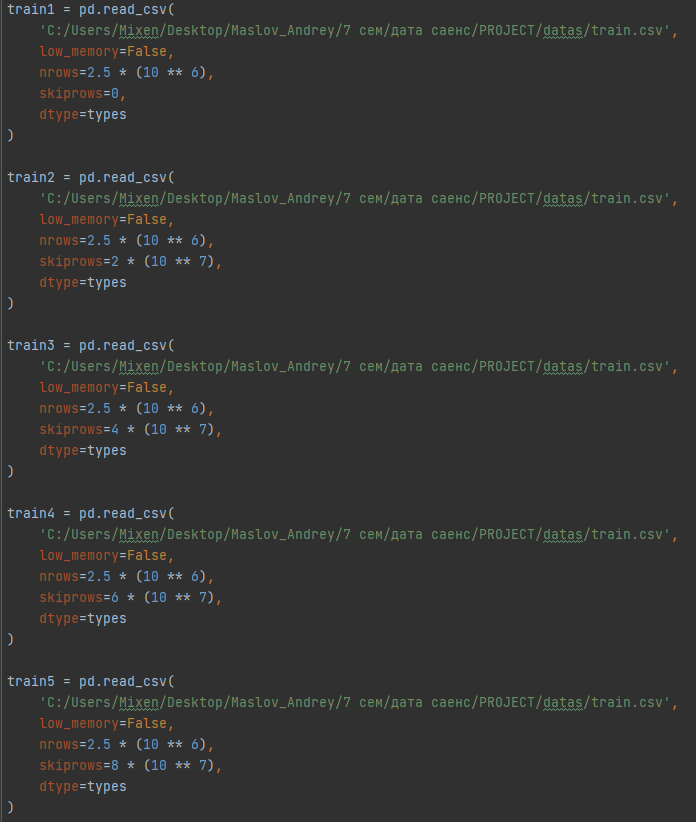 train1 = pd.read_csv(
    'C:/Users/Mixen/Desktop/Maslov_Andrey/7 сем/дата саенс/PROJECT/datas/train.csv',
    low_memory=False,
    nrows=2.5 * (10 ** 6),
    skiprows=0,
    dtype=types
)

train2 = pd.read_csv(
    'C:/Users/Mixen/Desktop/Maslov_Andrey/7 сем/дата саенс/PROJECT/datas/train.csv',
    low_memory=False,
    nrows=2.5 * (10 ** 6),
    skiprows=2 * (10 ** 7),
    dtype=types
)

train3 = pd.read_csv(
    'C:/Users/Mixen/Desktop/Maslov_Andrey/7 сем/дата саенс/PROJECT/datas/train.csv',
    low_memory=False,
    nrows=2.5 * (10 ** 6),
    skiprows=4 * (10 ** 7),
    dtype=types
)

train4 = pd.read_csv(
    'C:/Users/Mixen/Desktop/Maslov_Andrey/7 сем/дата саенс/PROJECT/datas/train.csv',
    low_memory=False,
    nrows=2.5 * (10 ** 6),
    skiprows=6 * (10 ** 7),
    dtype=types
)

train5 = pd.read_csv(
    'C:/Users/Mixen/Desktop/Maslov_Andrey/7 сем/дата саенс/PROJECT/datas/train.csv',
    low_memory=False,
    nrows=2.5 * (10 ** 6),
    skiprows=8 * (10 ** 7),
    dtype=types
)